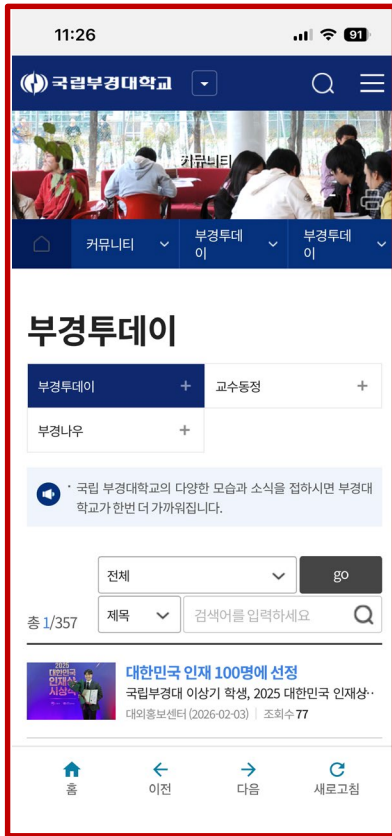 11:26
91
국립부경대학교
커뮤니티
커뮤니티
부경투데
이
부경투데
이
부경투데이
부경투데이 +
교수동정 +
부경나우 +
· 국립 부경대학교의 다양한 모습과 소식을 접하시면 부경대
학교가 한번 더 가까워집니다.
전체
go
총 1/357
제목
검색어를 입력하세요
2025
대한민국
인재상
시상식
대한민국 인재 100명에 선정
국립부경대 이상기 학생, 2025 대한민국 인재상··
대외홍보센터 (2026-02-03) | 조회수 77
홈
이전
다음
새로고침